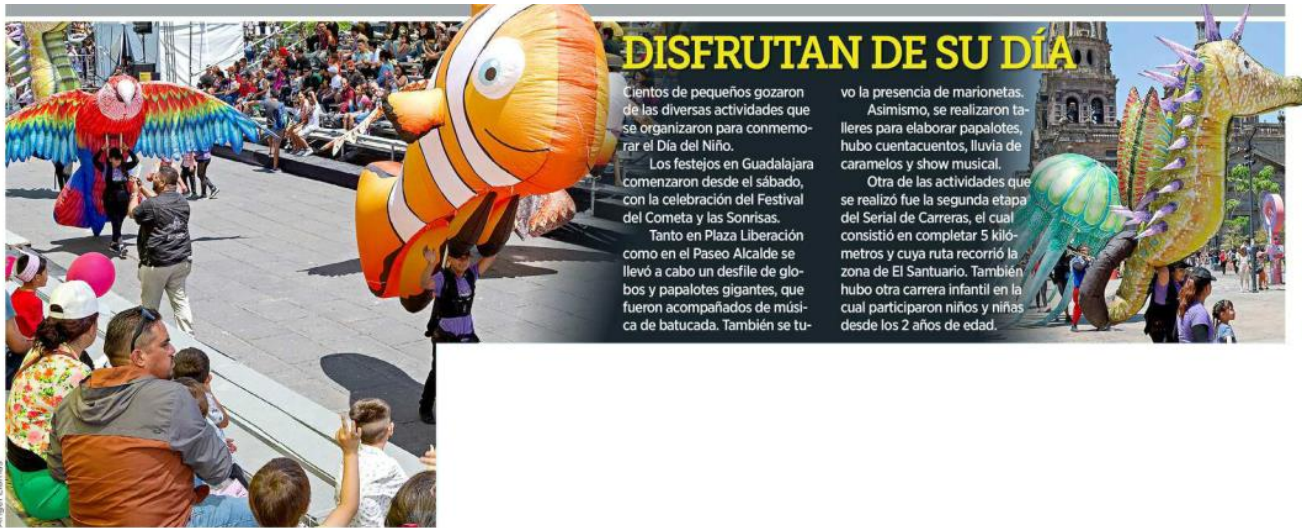 DISFRUTAN DE SU DÍA
Cientos de pequeños gozaron
de las diversas actividades que
se organizaron para conmemo-
rar el Día del Niño.
Los festejos en Guadalajara
comenzaron desde el sábado,
con la celebración del Festival
del Cometa y las Sonrisas.
Tanto en Plaza Liberación
como en el Paseo Alcalde se
llevó a cabo un desfile de glo-
bos y papalotes gigantes, que
fueron acompañados de músi-
ca de batucada. También se tu-
vo la presencia de marionetas.
Asimismo, se realizaron ta-
lleres para elaborar papalotes,
hubo cuentacuentos, lluvia de
caramelos y show musical.
Otra de las actividades que
se realizó fue la segunda etapa
del Serial de Carreras, el cual
consistió en completar 5 kiló-
metros y cuya ruta recorrió la
zona de El Santuario. También
hubo otra carrera infantil en la
cual participaron niños y niñas
desde los 2 años de edad.